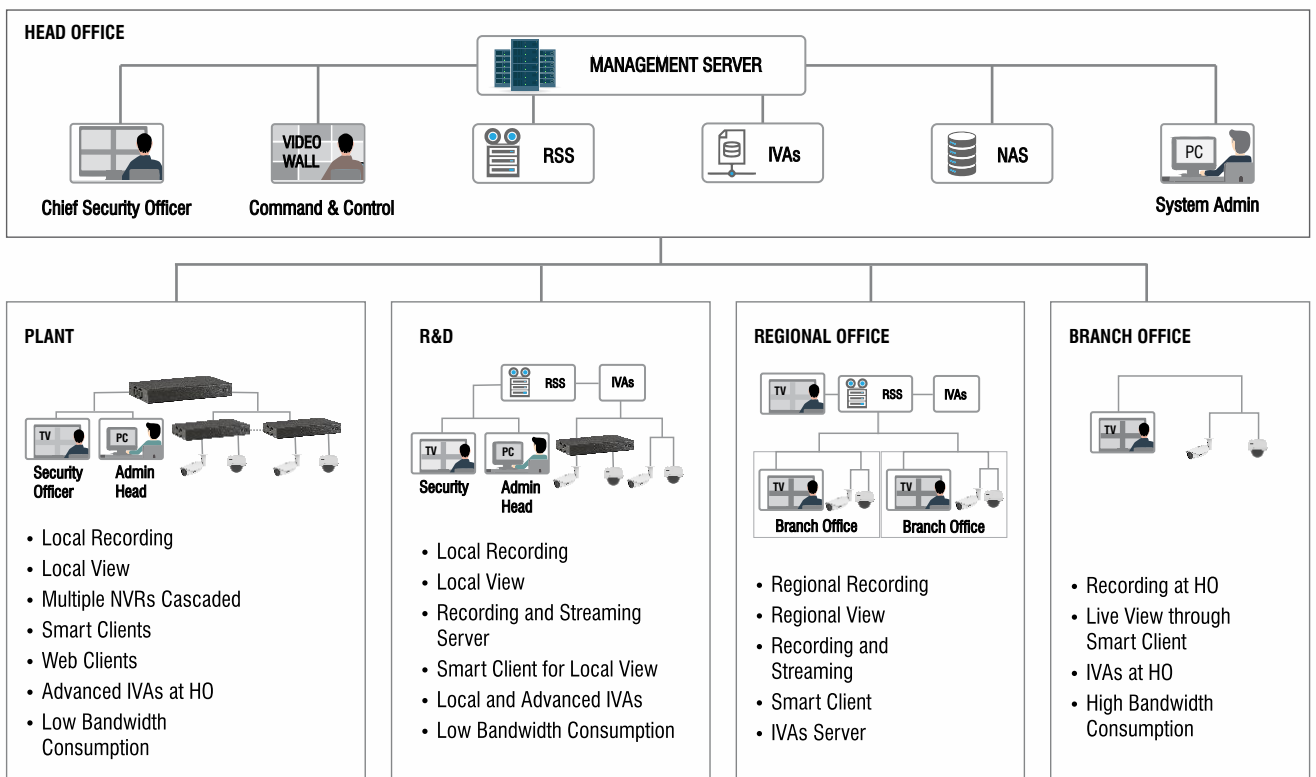 HEAD OFFICE
MANAGEMENT SERVER
VIDEO
WALL
RSS
IVAs
NAS
PC
Chief Security Officer
Command & Control
System Admin
PLANT
TV
PC
Security
Officer
Admin
Head
• Local Recording
• Local View
• Multiple NVRs Cascaded
• Smart Clients
• Web Clients
• Advanced IVAs at HO
• Low Bandwidth
Consumption
R&D
RSS
IVAs
TV
PC
Security
Admin
Head
• Local Recording
• Local View
• Recording and Streaming
Server
• Smart Client for Local View
• Local and Advanced IVAs
• Low Bandwidth Consumption
REGIONAL OFFICE
TV
RSS
IVAs
TV
TV
Branch Office
Branch Office
• Regional Recording
• Regional View
• Recording and
Streaming
• Smart Client
• IVAs Server
BRANCH OFFICE
TV
• Recording at HO
• Live View through
Smart Client
• IVAs at HO
• High Bandwidth
Consumption